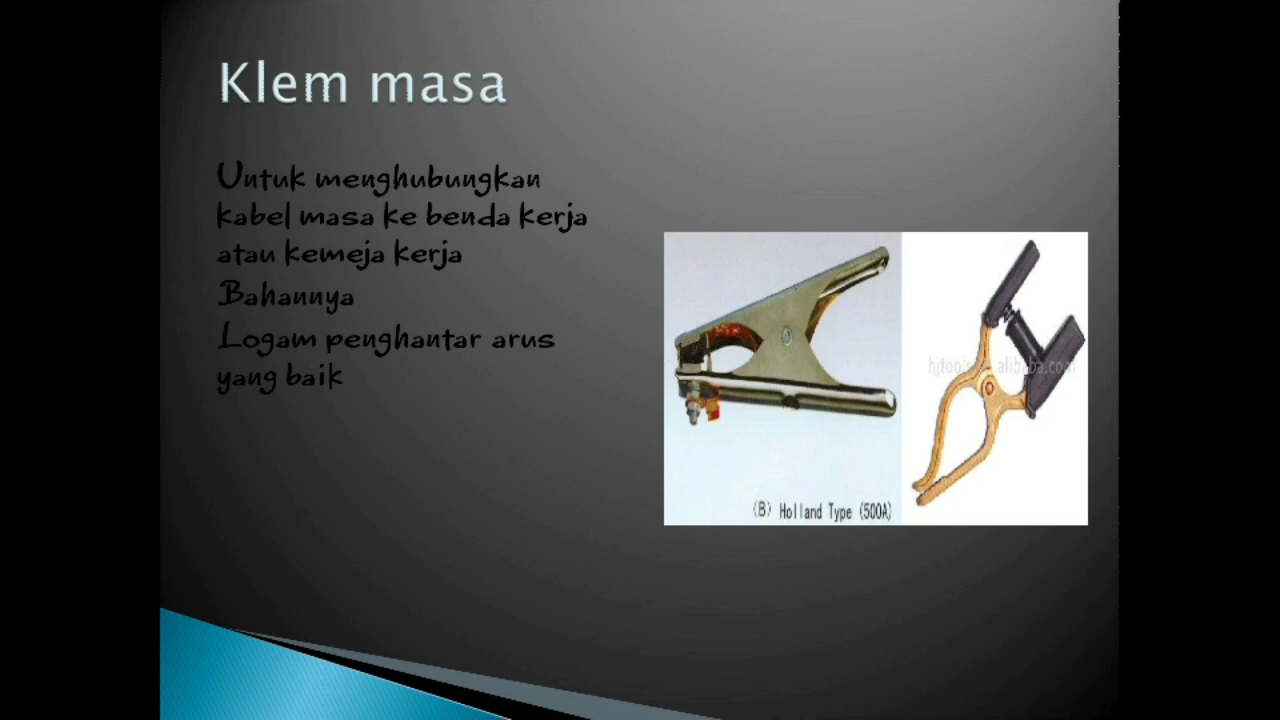 Klem masa
Untuk menghubungkan
kabel masa ke benda kerja
atau kemeja kerja
Bahannya
Logam penghantar arus
yang baik
(B) Holland Type (500A)